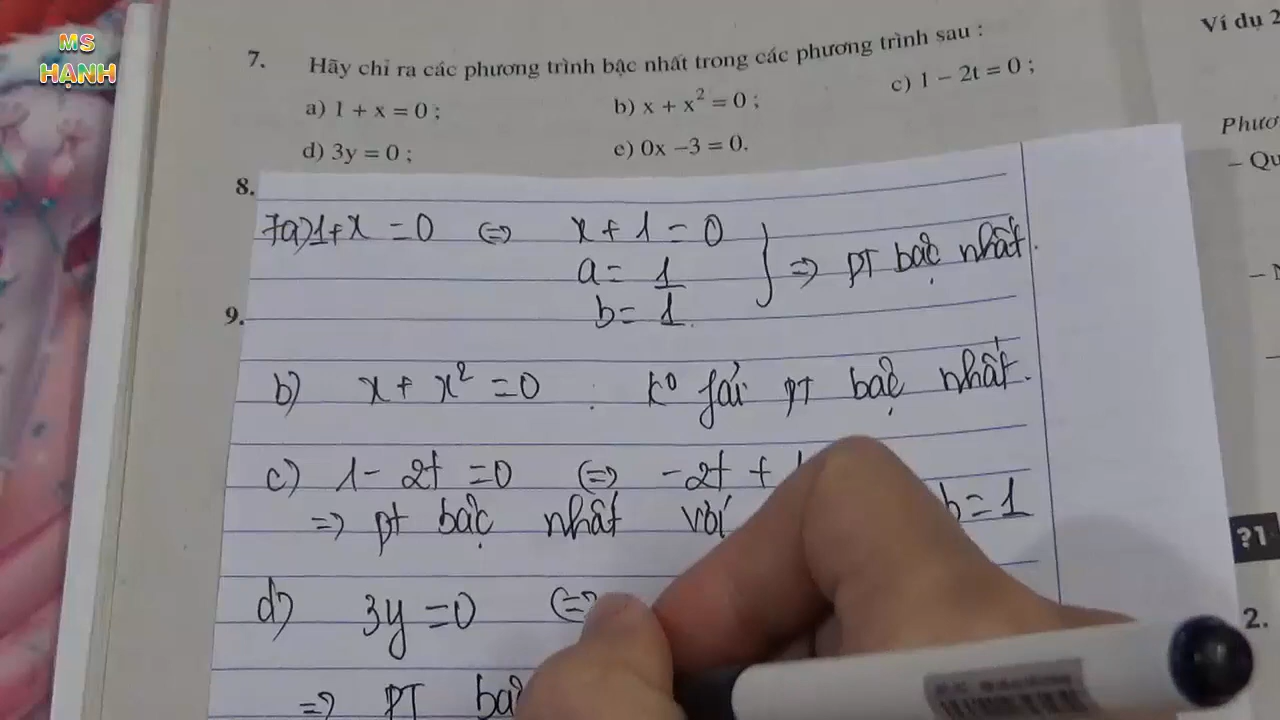 MS
HẠNH
7. Hãy chỉ ra các phương trình bậc nhất trong các phương trình sau :
a) 1 + x = 0 ; b) x + x² = 0 ; c) 1 − 2t = 0 ;
d) 3y = 0 ; e) 0x −3 = 0.
8.
7a) 1+x = 0 <=> x + 1 = 0
a = 1
b = 1
} => PT bậc nhất.
9.
b) x + x² = 0 . k⁰ fải PT bậc nhất.
c) 1 - 2t = 0 <=> -2t +
=> pt bậc nhất với b = 1
d) 3y = 0 <=>
=> PT
Ví dụ 2
– Qu
?1
2.